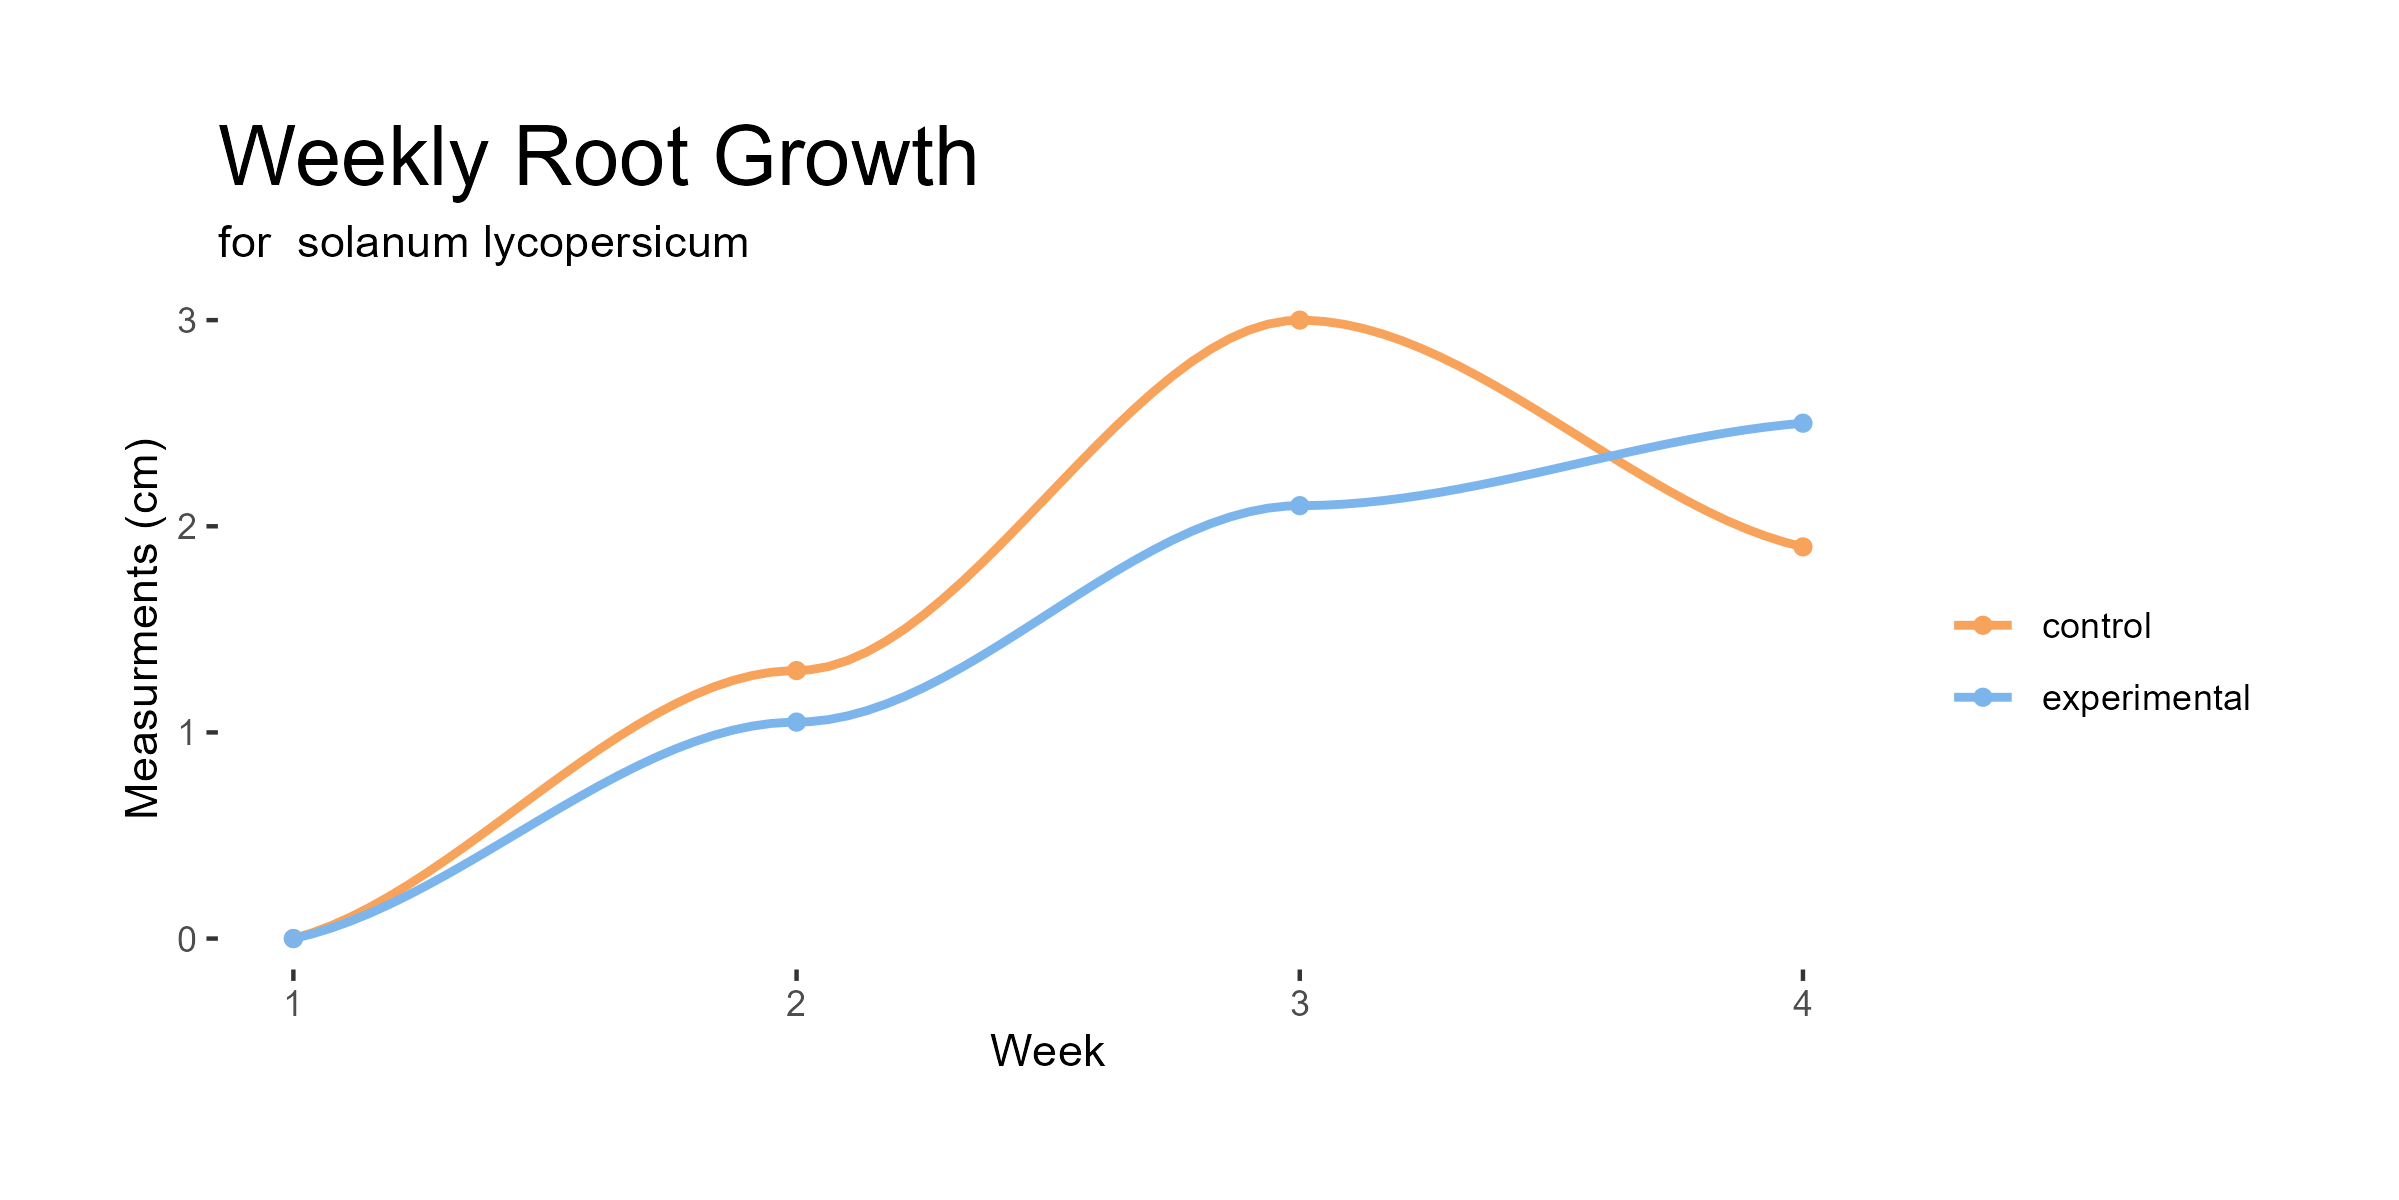 Weekly Root Growth
for  solanum lycopersicum
Measurments (cm)
3
2
1
0
1 2 3 4
Week
control
experimental